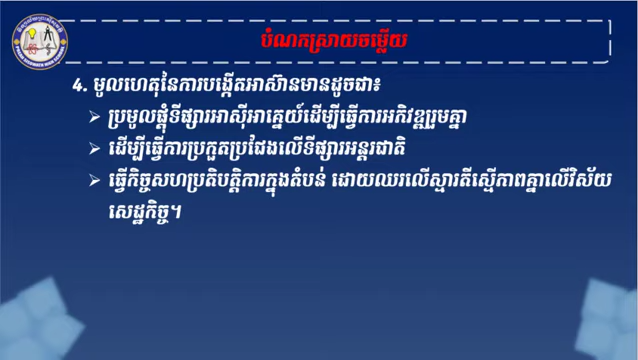 បំណកស្រាយចម្លើយ
4. មូលហេតុនៃការបង្កើតអាស៊ានមានដូចជា៖
➢ ប្រមូលផ្តុំទីផ្សារអាស៊ីអាគ្នេយ៍ដើម្បីធ្វើការអភិវឌ្ឍរួមគ្នា
➢ ដើម្បីធ្វើការប្រកួតប្រជែងលើទីផ្សារអន្តរជាតិ
➢ ធ្វើកិច្ចសហប្រតិបត្តិការក្នុងតំបន់ ដោយឈរលើស្មារតីស្មើភាពគ្នាលើវិស័យ
សេដ្ឋកិច្ច។